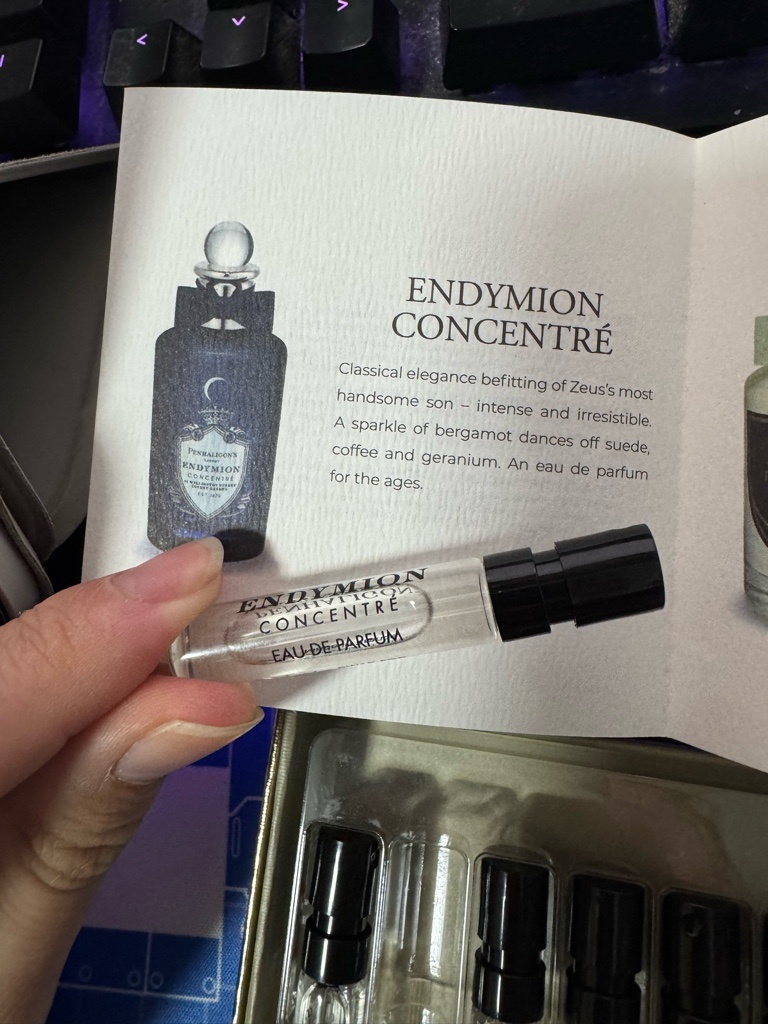 ENDYMION
CONCENTRÉ
Classical elegance befitting of Zeus's most
handsome son – intense and irresistible.
A sparkle of bergamot dances off suede,
coffee and geranium. An eau de parfum
for the ages.
PENHALIGON'S
ENDYMION
CONCENTRÉ
ENDYMION
PENHALIGON'S
CONCENTRÉ
EAU DE PARFUM